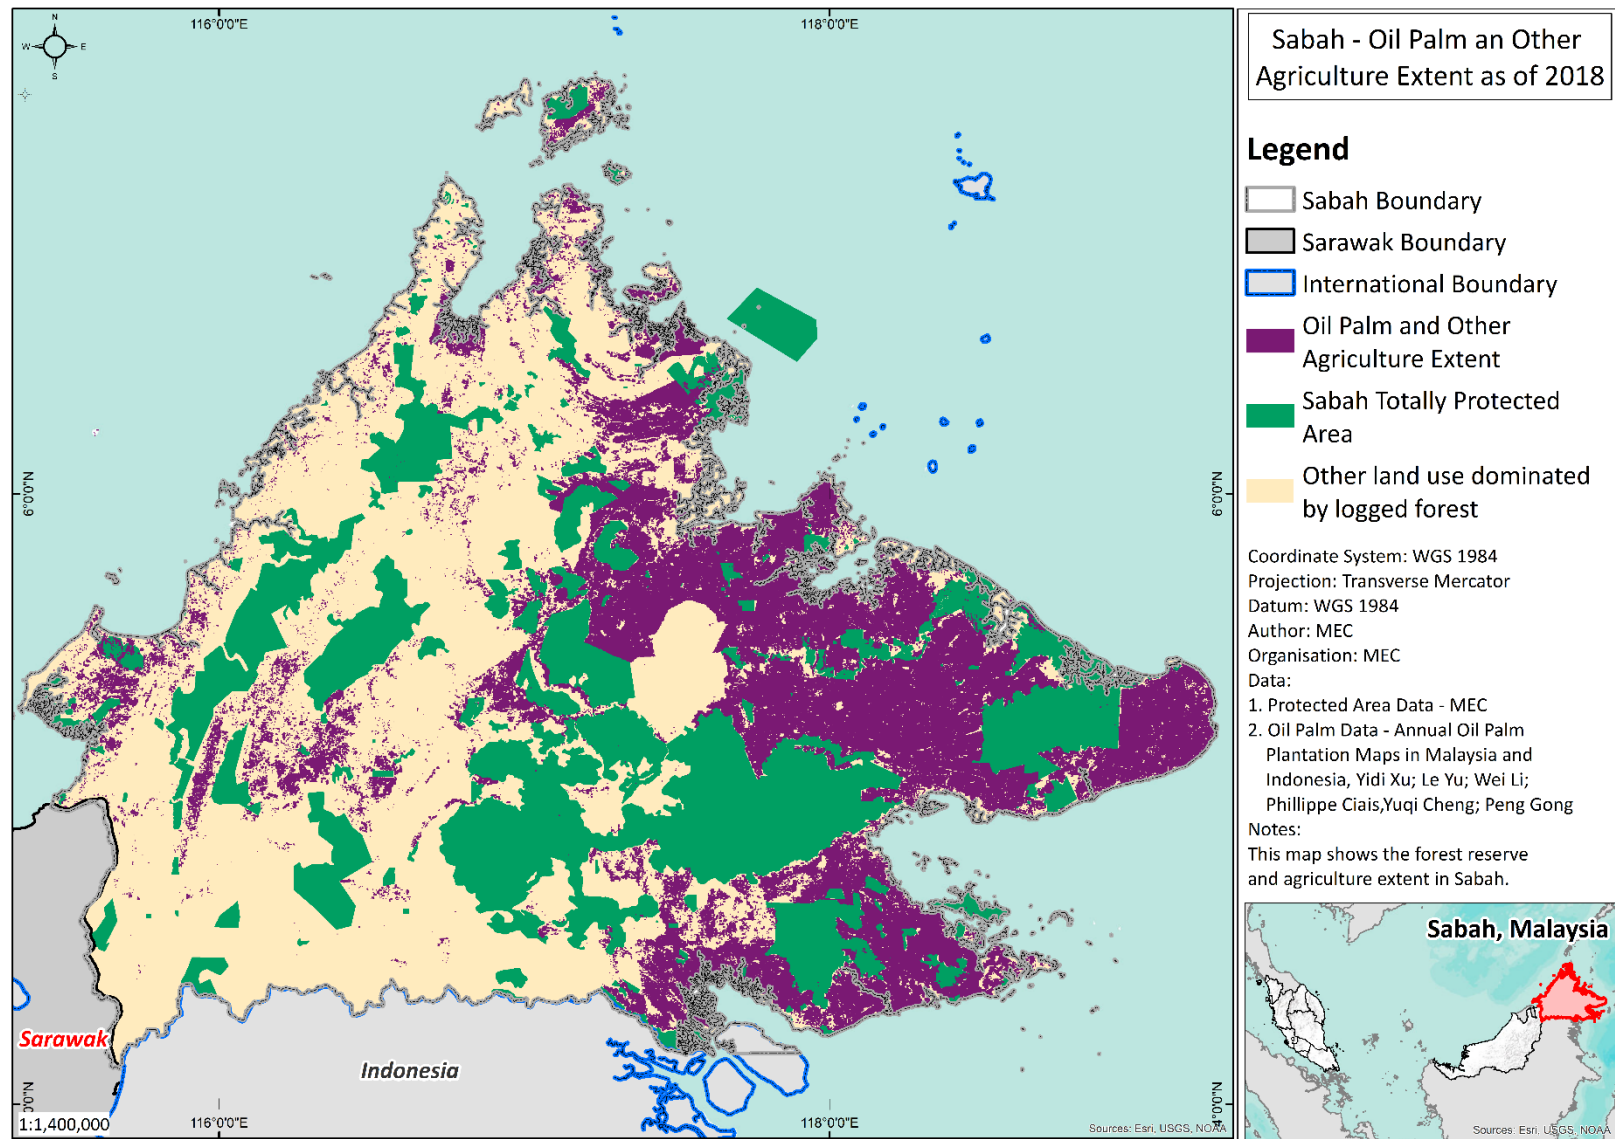 N
W
E
S
116°0'0"E
118°0'0"E
6°0'0"N
6°0'0"N
Sarawak
Indonesia
0'0"N
4°0'0"N
1:1,400,000
116°0'0"E
118°0'0"E
Sources: Esri, USGS, NOAA
Sabah - Oil Palm an Other
Agriculture Extent as of 2018
Legend
Sabah Boundary
Sarawak Boundary
International Boundary
Oil Palm and Other
Agriculture Extent
Sabah Totally Protected
Area
Other land use dominated
by logged forest
Coordinate System: WGS 1984
Projection: Transverse Mercator
Datum: WGS 1984
Author: MEC
Organisation: MEC
Data:
1. Protected Area Data - MEC
2. Oil Palm Data - Annual Oil Palm
Plantation Maps in Malaysia and
Indonesia, Yidi Xu; Le Yu; Wei Li;
Phillippe Ciais,Yuqi Cheng; Peng Gong
Notes:
This map shows the forest reserve
and agriculture extent in Sabah.
Sabah, Malaysia
Sources: Esri, USGS, NOAA